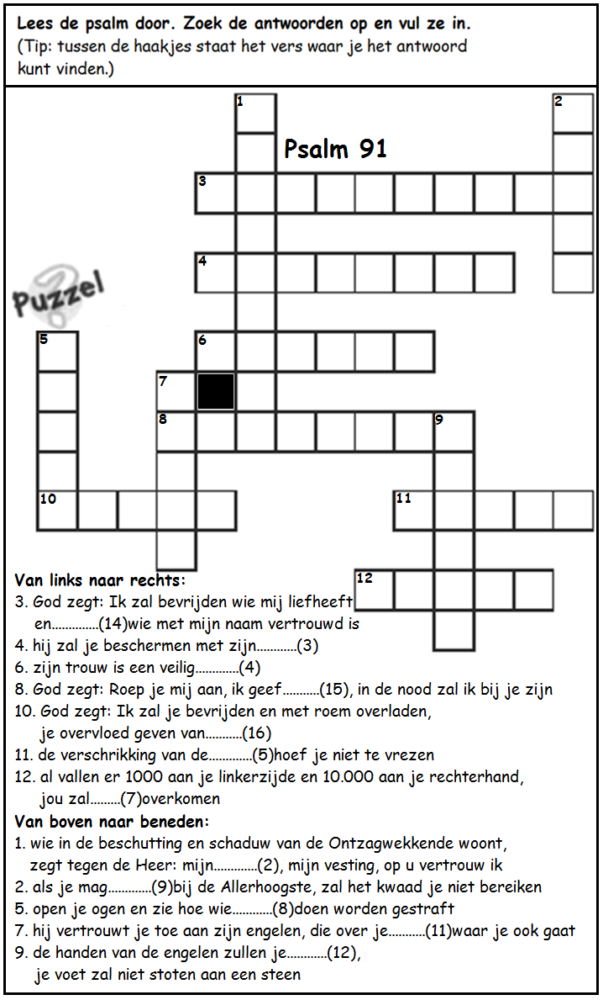 Lees de psalm door. Zoek de antwoorden op en vul ze in.
(Tip: tussen de haakjes staat het vers waar je het antwoord
kunt vinden.)
1
2
Psalm 91
3
4
Puzzel
?
5
6
7
8
9
10
11
12
Van links naar rechts:
3. God zegt: Ik zal bevrijden wie mij liefheeft
en..............(14)wie met mijn naam vertrouwd is
4. hij zal je beschermen met zijn............(3)
6. zijn trouw is een veilig.............(4)
8. God zegt: Roep je mij aan, ik geef...........(15), in de nood zal ik bij je zijn
10. God zegt: Ik zal je bevrijden en met roem overladen,
je overvloed geven van...........(16)
11. de verschrikking van de.............(5)hoef je niet te vrezen
12. al vallen er 1000 aan je linkerzijde en 10.000 aan je rechterhand,
jou zal.........(7)overkomen
Van boven naar beneden:
1. wie in de beschutting en schaduw van de Ontzagwekkende woont,
zegt tegen de Heer: mijn.............(2), mijn vesting, op u vertrouw ik
2. als je mag.............(9)bij de Allerhoogste, zal het kwaad je niet bereiken
5. open je ogen en zie hoe wie............(8)doen worden gestraft
7. hij vertrouwt je toe aan zijn engelen, die over je...........(11)waar je ook gaat
9. de handen van de engelen zullen je............(12),
je voet zal niet stoten aan een steen